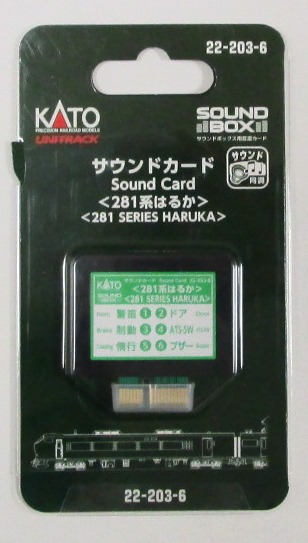 22-203-6
KATO
PRECISION RAILROAD MODELS
UNITRACK
SOUND
BOX
サウンドボックス用音源カード
サウンド
サウンドカード
Sound Card
<281系はるか>
<281 SERIES HARUKA>
KATO サウンドカード Sound Card 22-203-6
<281系はるか>
<281 SERIES HARUKA>
Horn 警笛 1 2 ドア Door
Brake 制動 3 4 ATS-SW
惰行 5 6 ブザー Buzzer
22-203-6